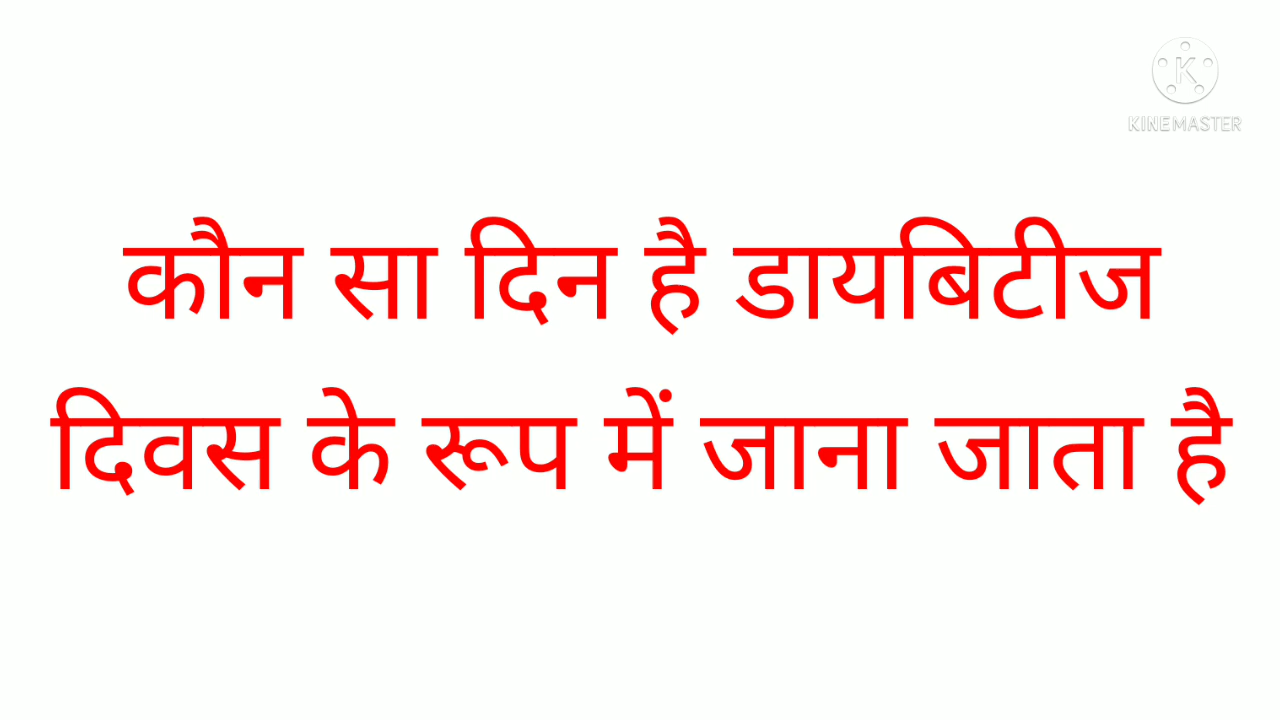 KINEMASTER
कौन सा दिन है डायबिटीज
दिवस के रूप में जाना जाता है